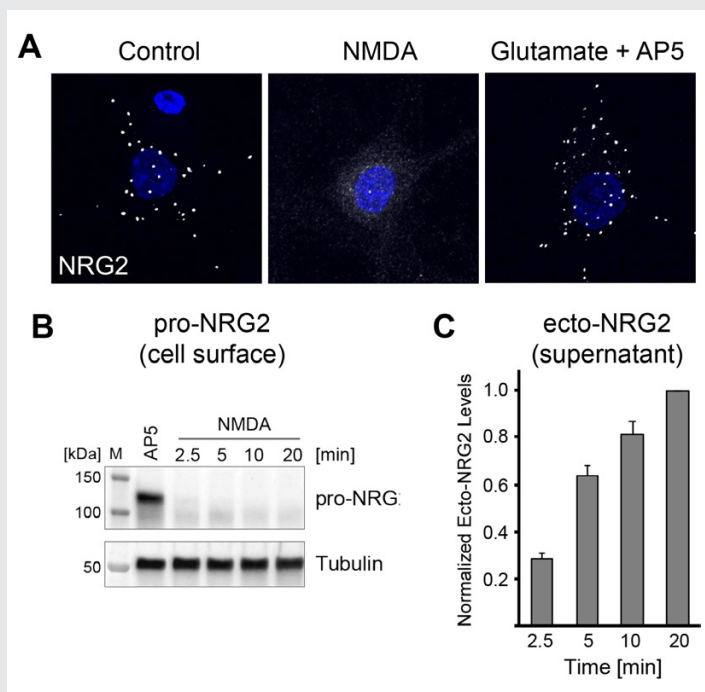 A
Control
NMDA
Glutamate + AP5
NRG2
B
pro-NRG2
(cell surface)
AP5
NMDA
[kDa] M 2.5 5 10 20 [min]
150
100
pro-NRG
50
Tubulin
C
ecto-NRG2
(supernatant)
Normalized Ecto-NRG2 Levels
1.0
0.8
0.6
0.4
0.2
2.5 5 10 20
Time [min]